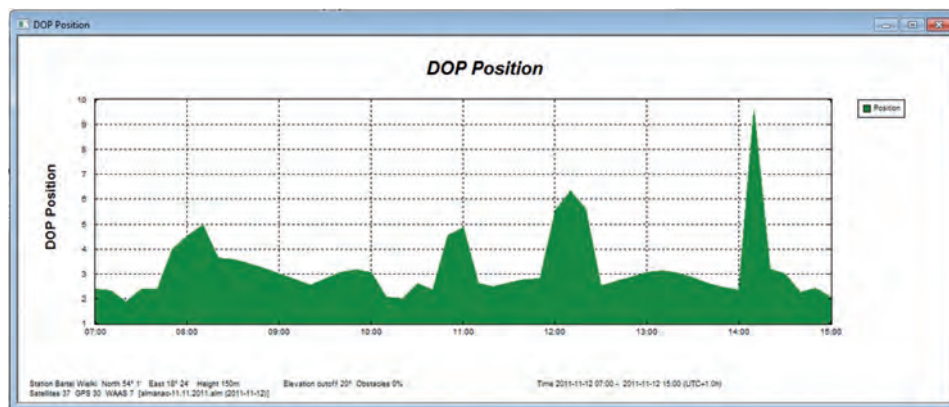 DOP Position
DOP Position
Position
DOP Position
10
9
8
7
6
5
4
3
2
1
07:00 08:00 09:00 10:00 11:00 12:00 13:00 14:00 15:00
Station Bartel Wielki North 54° 1' East 18° 24' Height 150m Elevation cutoff 20° Obstacles 0% Time 2011-11-12 07:00 - 2011-11-12 15:00 (UTC+1.0h)
Satellites 37 GPS 30 WAAS 7 [almanac-11.11.2011.alm (2011-11-12)]